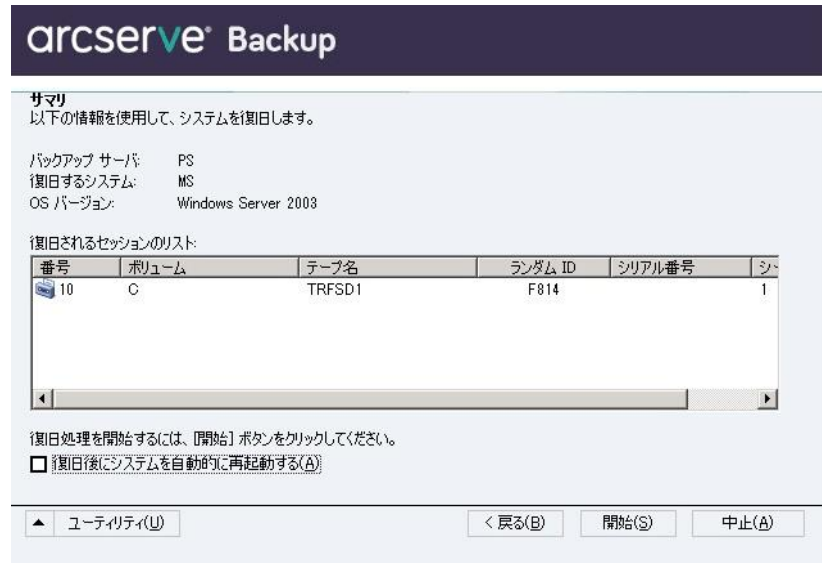 arcserve® Backup
サマリ
以下の情報を使用して、システムを復旧します。
バックアップ サーバ: PS
復旧するシステム: MS
OS バージョン: Windows Server 2003
復旧されるセッションのリスト:
番号 ボリューム テープ名 ランダム ID シリアル番号 シ
10 C TRFSD1 F814 1
復旧処理を開始するには、[開始] ボタンをクリックしてください。
復旧後にシステムを自動的に再起動する(A)
ユーティリティ(U) < 戻る(B) 開始(S) 中止(A)